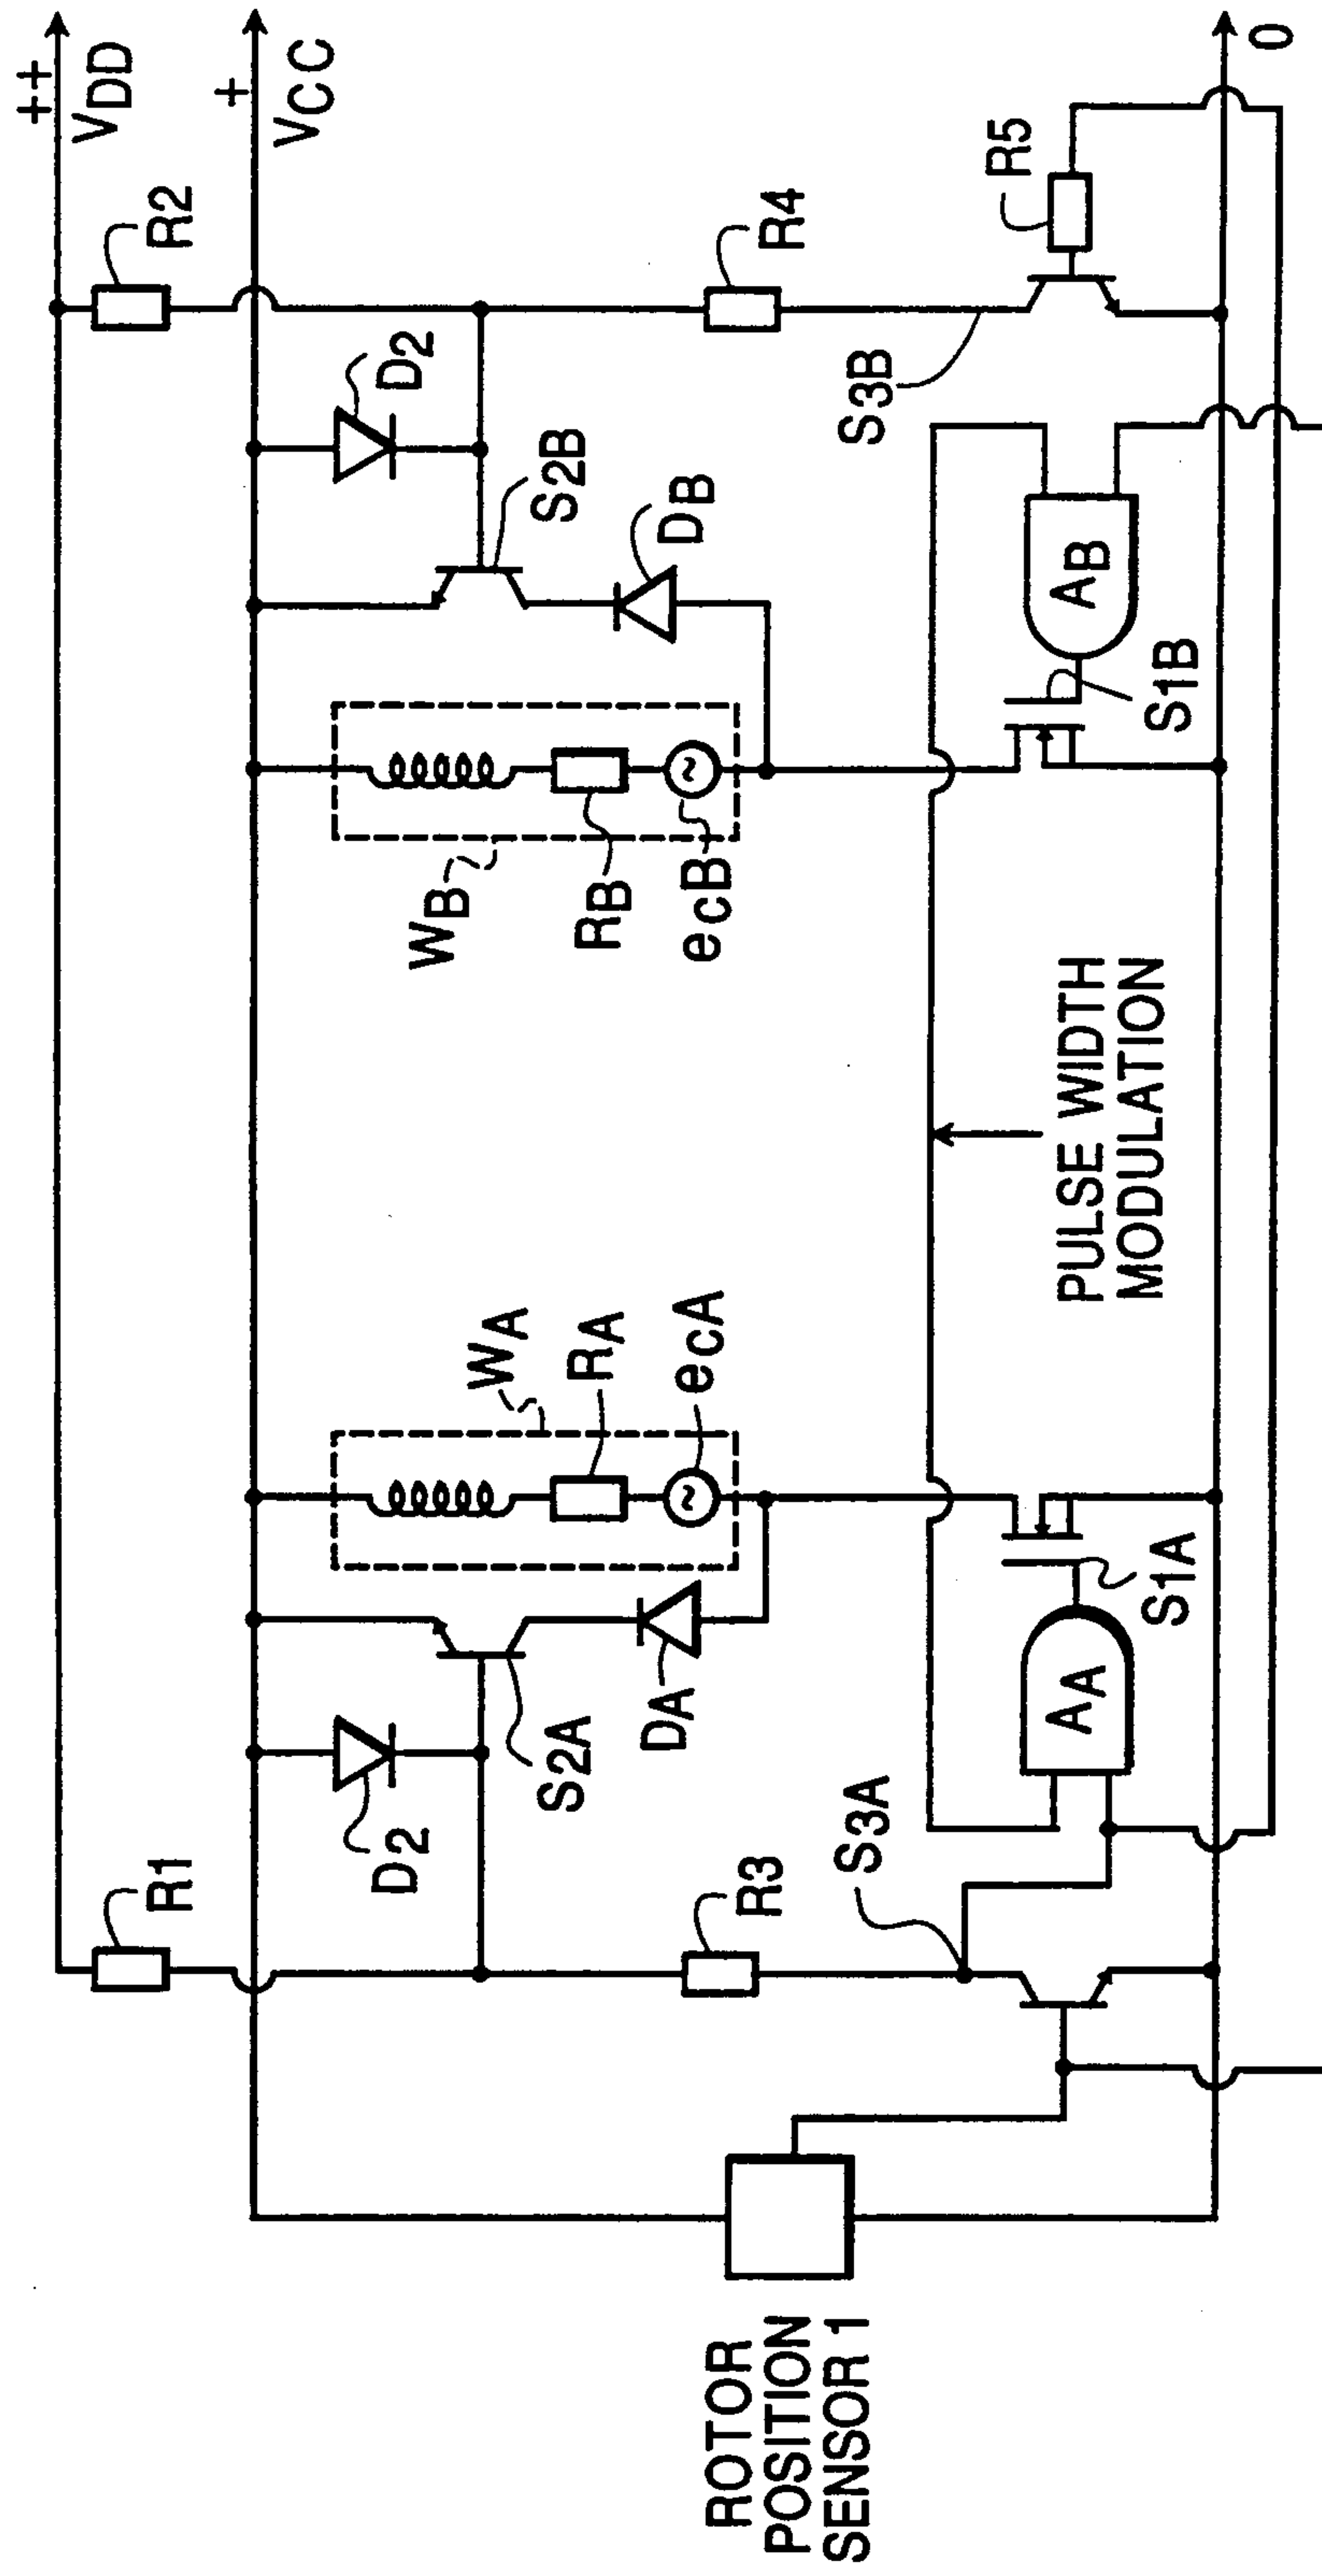 ++
VDD
+
VCC
R1
R2
D2
D2
S2A
S2B
DA
DB
WA
RA
ecA
WB
RB
ecB
R3
R4
S3A
S3B
R5
AA
AB
S1A
S1B
PULSE WIDTH
MODULATION
0
ROTOR
POSITION
SENSOR 1